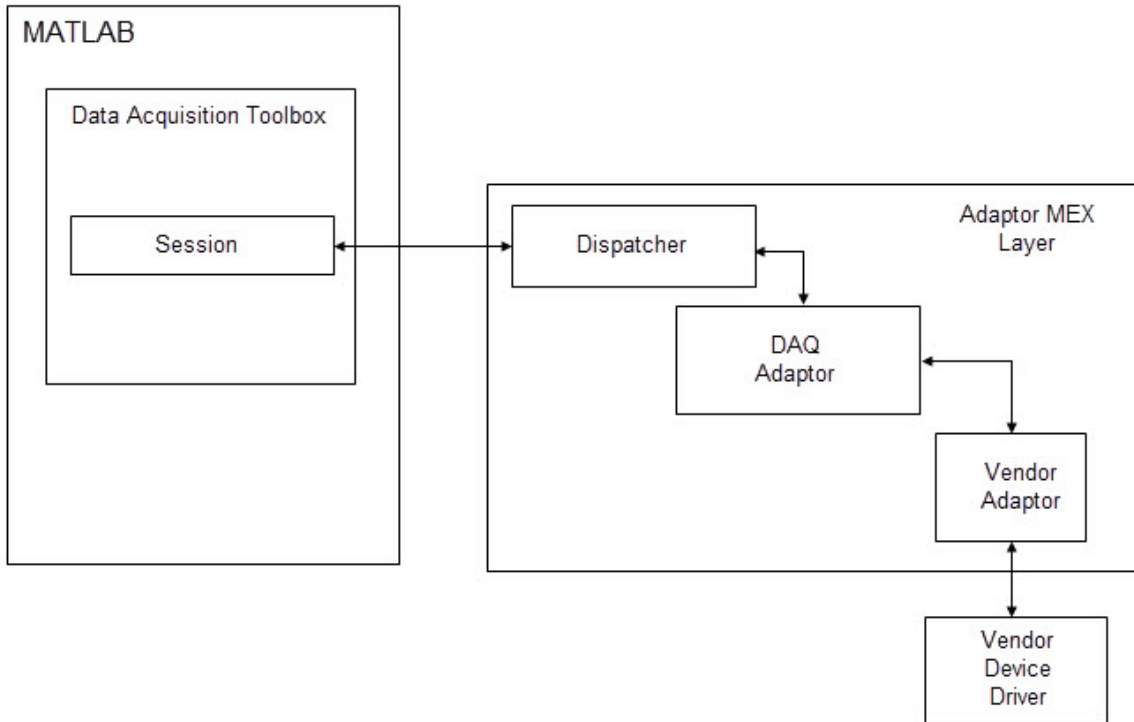 MATLAB
Data Acquisition Toolbox
Session
Dispatcher
Adaptor MEX
Layer
DAQ
Adaptor
Vendor
Adaptor
Vendor
Device
Driver